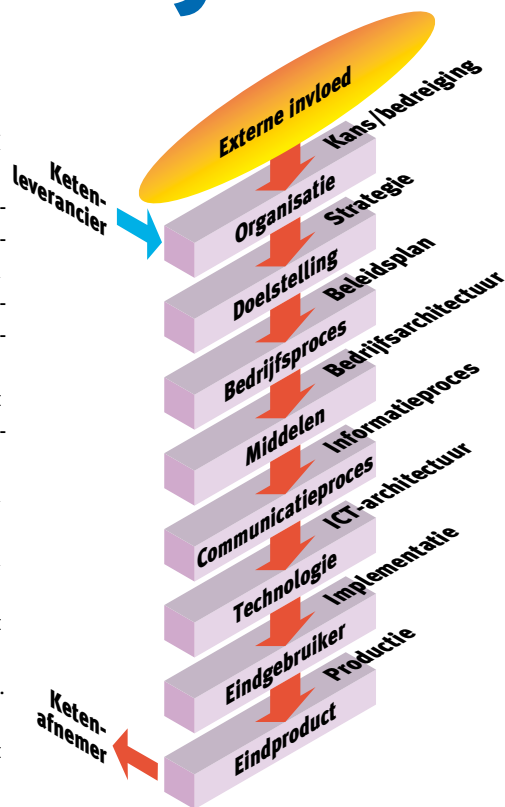 Externe invloed
Kans/bedreiging
Keten-
leverancier
Organisatie
Strategie
Doelstelling
Beleidsplan
Bedrijfsproces
Bedrijfsarchitectuur
Middelen
Informatieproces
Communicatieproces
ICT-architectuur
Technologie
Implementatie
Eindgebruiker
Productie
Keten-
afnemer
Eindproduct